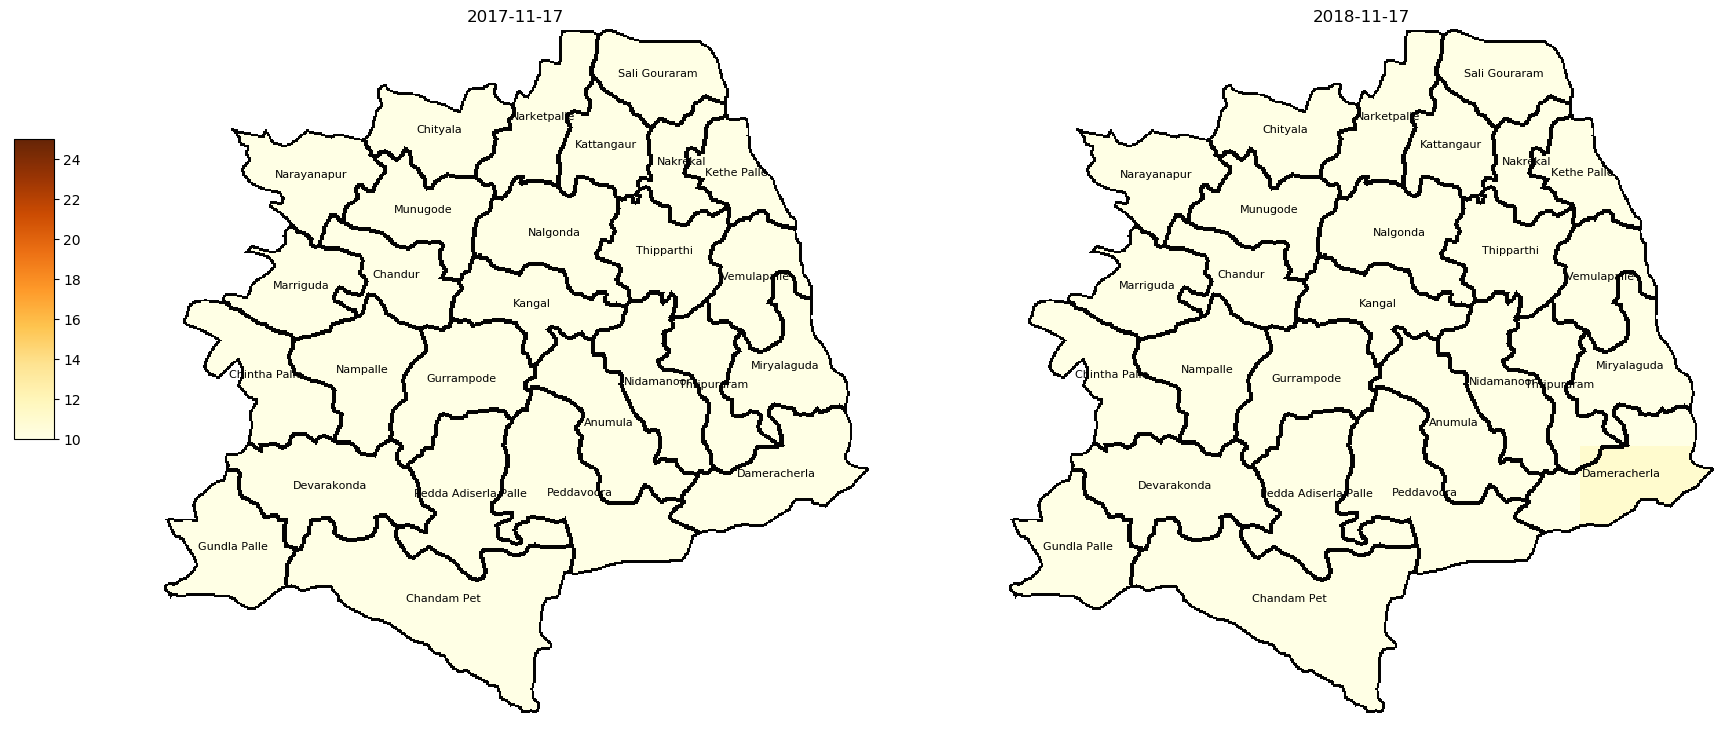 2017-11-17
2018-11-17
24
22
20
18
16
14
12
10
Sali Gouraram
Narketpalle
Chityala
Kattangaur
Nakrekal
Kethe Palle
Narayanapur
Munugode
Nalgonda
Thipparthi
Chandur
Vemulapalle
Marriguda
Kangal
Miryalaguda
Nampalle
Chintha Palle
Gurrampode
Nidamanoor
Thripuraram
Anumula
Dameracherla
Devarakonda
Pedda Adiserla Palle
Peddavoora
Gundla Palle
Chandam Pet
Sali Gouraram
Narketpalle
Chityala
Kattangaur
Nakrekal
Kethe Palle
Narayanapur
Munugode
Nalgonda
Thipparthi
Chandur
Vemulapalle
Marriguda
Kangal
Miryalaguda
Nampalle
Chintha Palle
Gurrampode
Nidamanoor
Thripuraram
Anumula
Dameracherla
Devarakonda
Pedda Adiserla Palle
Peddavoora
Gundla Palle
Chandam Pet